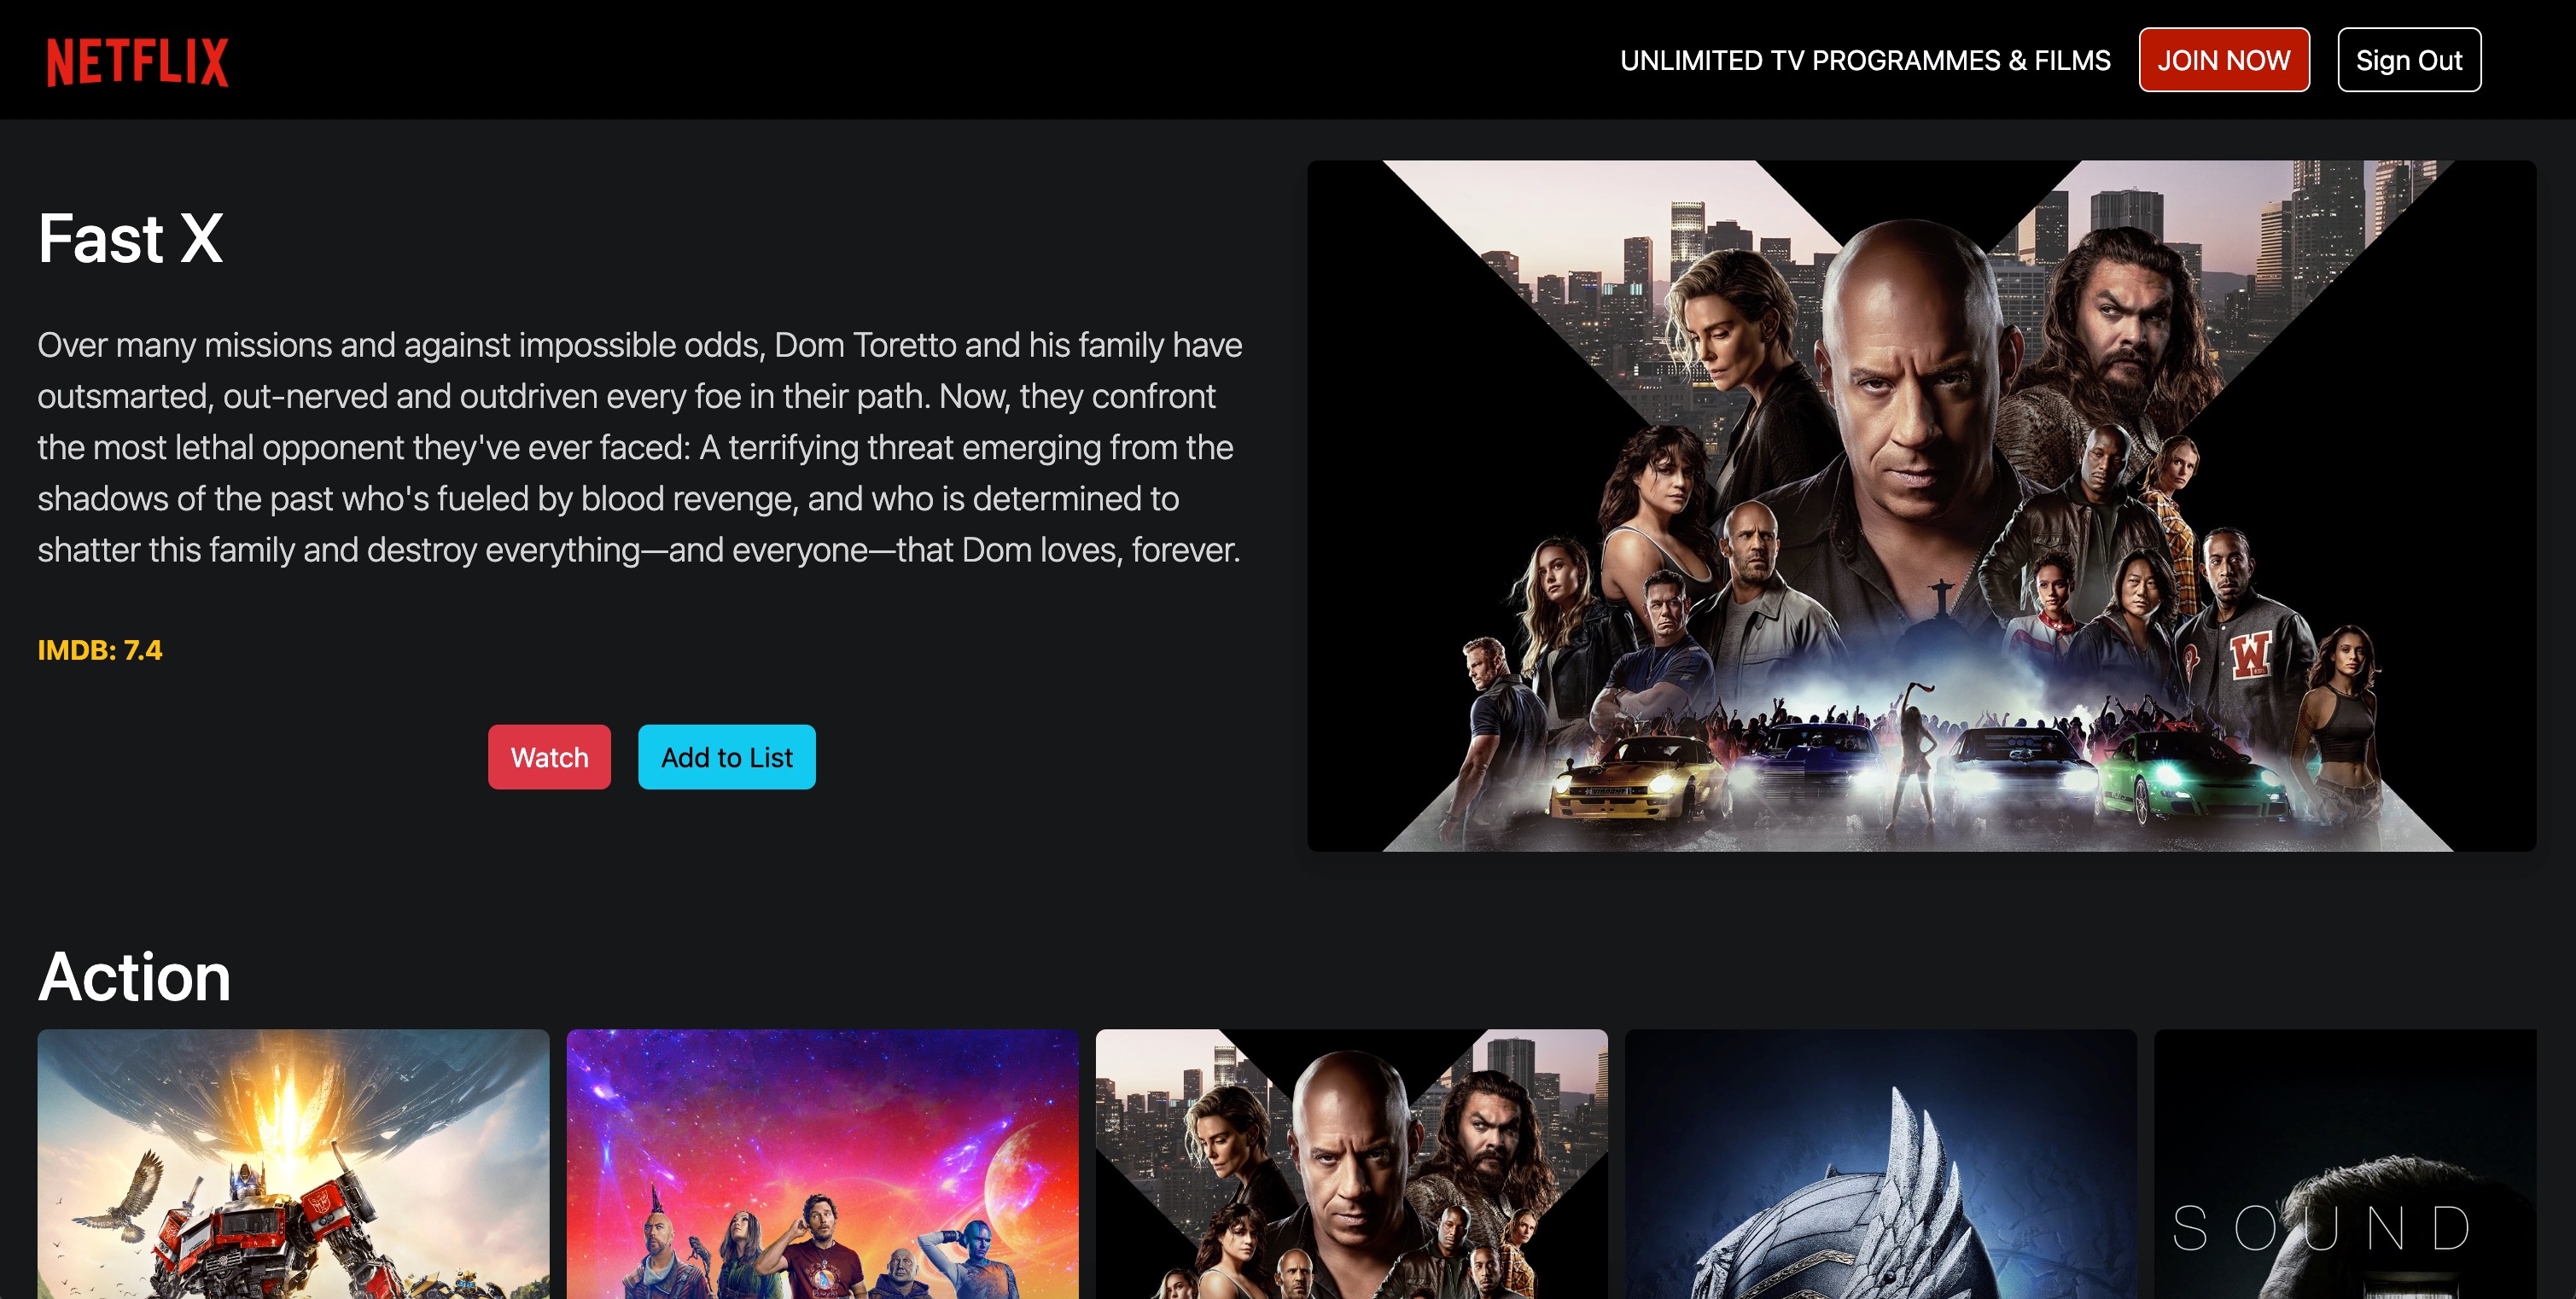 NETFLIX
UNLIMITED TV PROGRAMMES & FILMS
JOIN NOW
Sign Out
Fast X
Over many missions and against impossible odds, Dom Toretto and his family have
outsmarted, out-nerved and outdriven every foe in their path. Now, they confront
the most lethal opponent they've ever faced: A terrifying threat emerging from the
shadows of the past who's fueled by blood revenge, and who is determined to
shatter this family and destroy everything—and everyone—that Dom loves, forever.
IMDB: 7.4
Watch
Add to List
W
Action
SOUND